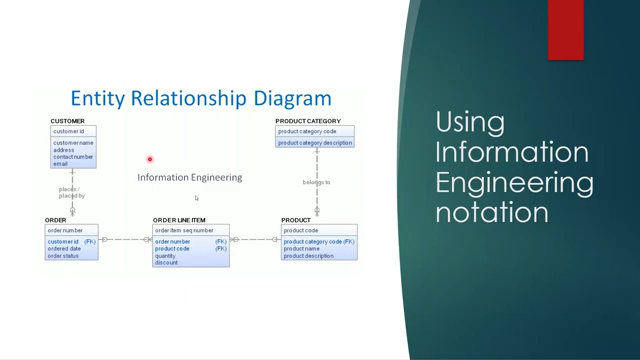 Entity Relationship Diagram
CUSTOMER
customer id
customer name
address
contact number
email
PRODUCT CATEGORY
product category code
product category description
Information Engineering
places /
placed by
belongs to
ORDER
order number
customer id (FK)
ordered date
order status
ORDER LINE ITEM
order item seq number
order number (FK)
product code (FK)
quantity
discount
PRODUCT
product code
product category code (FK)
product name
product description
Using
Information
Engineering
notation